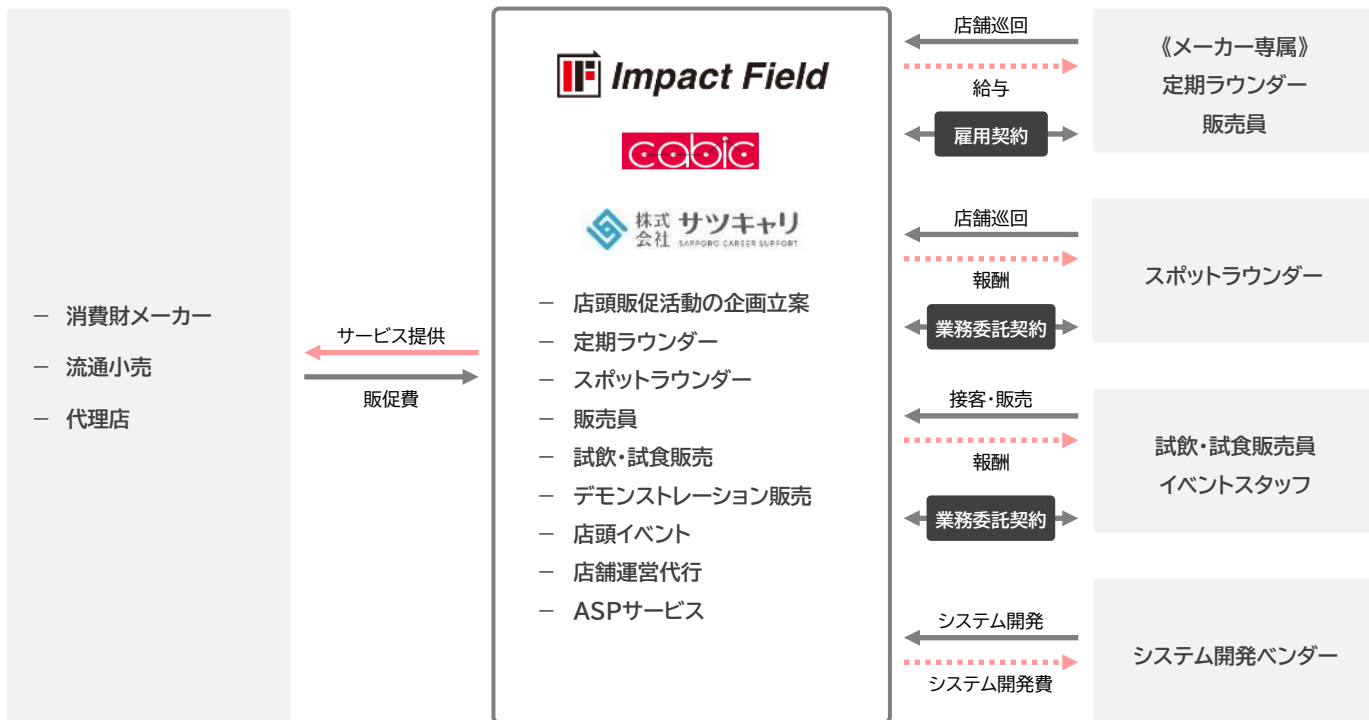 － 消費財メーカー
－ 流通小売
－ 代理店
サービス提供
販促費
IF Impact Field
cabic
株式会社 サツキャリ
SAPPORO CAREER SUPPORT
－ 店頭販促活動の企画立案
－ 定期ラウンダー
－ スポットラウンダー
－ 販売員
－ 試飲・試食販売
－ デモンストレーション販売
－ 店頭イベント
－ 店舗運営代行
－ ASPサービス
店舗巡回
給与
雇用契約
《メーカー専属》
定期ラウンダー
販売員
店舗巡回
報酬
業務委託契約
スポットラウンダー
接客・販売
報酬
業務委託契約
試飲・試食販売員
イベントスタッフ
システム開発
システム開発費
システム開発ベンダー